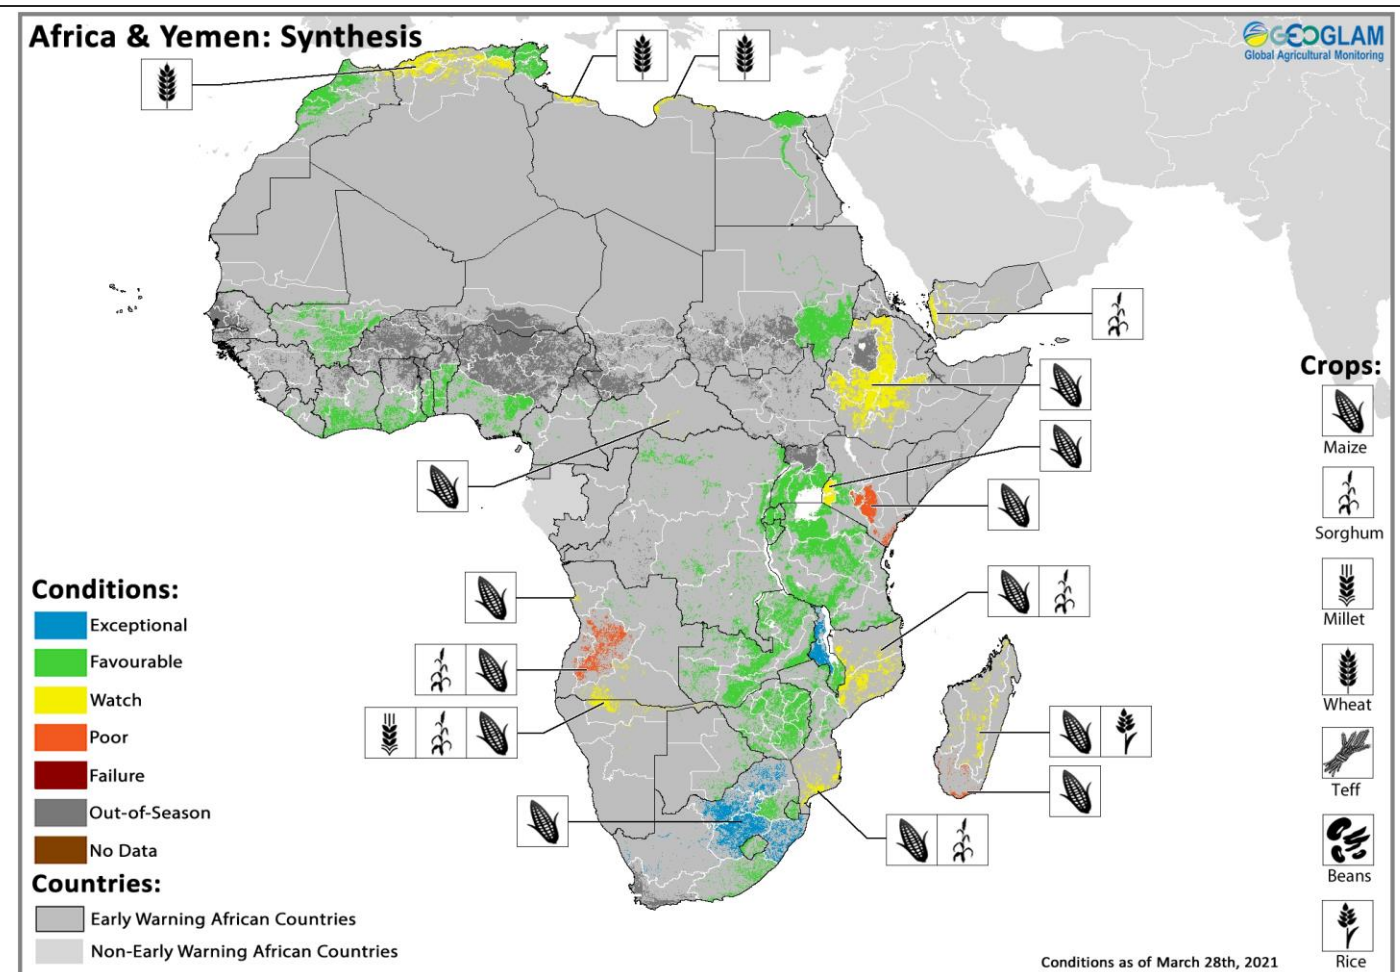 Africa & Yemen: Synthesis
GEOGLAM
Global Agricultural Monitoring
Crops:
Maize
Sorghum
Millet
Wheat
Teff
Beans
Rice
Conditions:
Exceptional
Favourable
Watch
Poor
Failure
Out-of-Season
No Data
Countries:
Early Warning African Countries
Non-Early Warning African Countries
Conditions as of March 28th, 2021